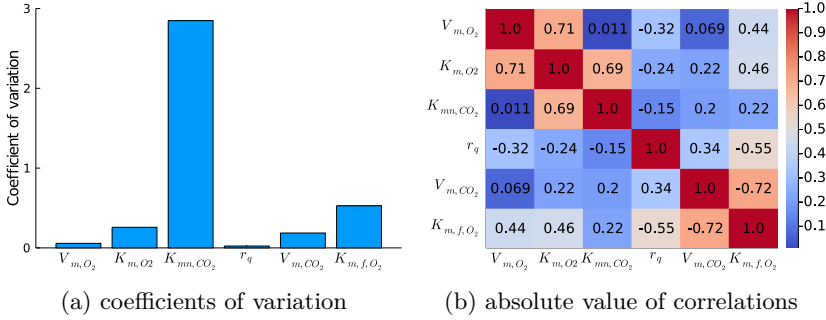 Coefficient of variation
3
2
1
0
V_{m,O_2} K_{m,O2} K_{mn,CO_2} r_q V_{m,CO_2} K_{m,f,O_2}
(a) coefficients of variation
V_{m,O_2} 1.0 0.71 0.011 -0.32 0.069 0.44
K_{m,O2} 0.71 1.0 0.69 -0.24 0.22 0.46
K_{mn,CO_2} 0.011 0.69 1.0 -0.15 0.2 0.22
r_q -0.32 -0.24 -0.15 1.0 0.34 -0.55
V_{m,CO_2} 0.069 0.22 0.2 0.34 1.0 -0.72
K_{m,f,O_2} 0.44 0.46 0.22 -0.55 -0.72 1.0
V_{m,O_2} K_{m,O2} K_{mn,CO_2} r_q V_{m,CO_2} K_{m,f,O_2}
1.0
0.9
0.8
0.7
0.6
0.5
0.4
0.3
0.2
0.1
(b) absolute value of correlations